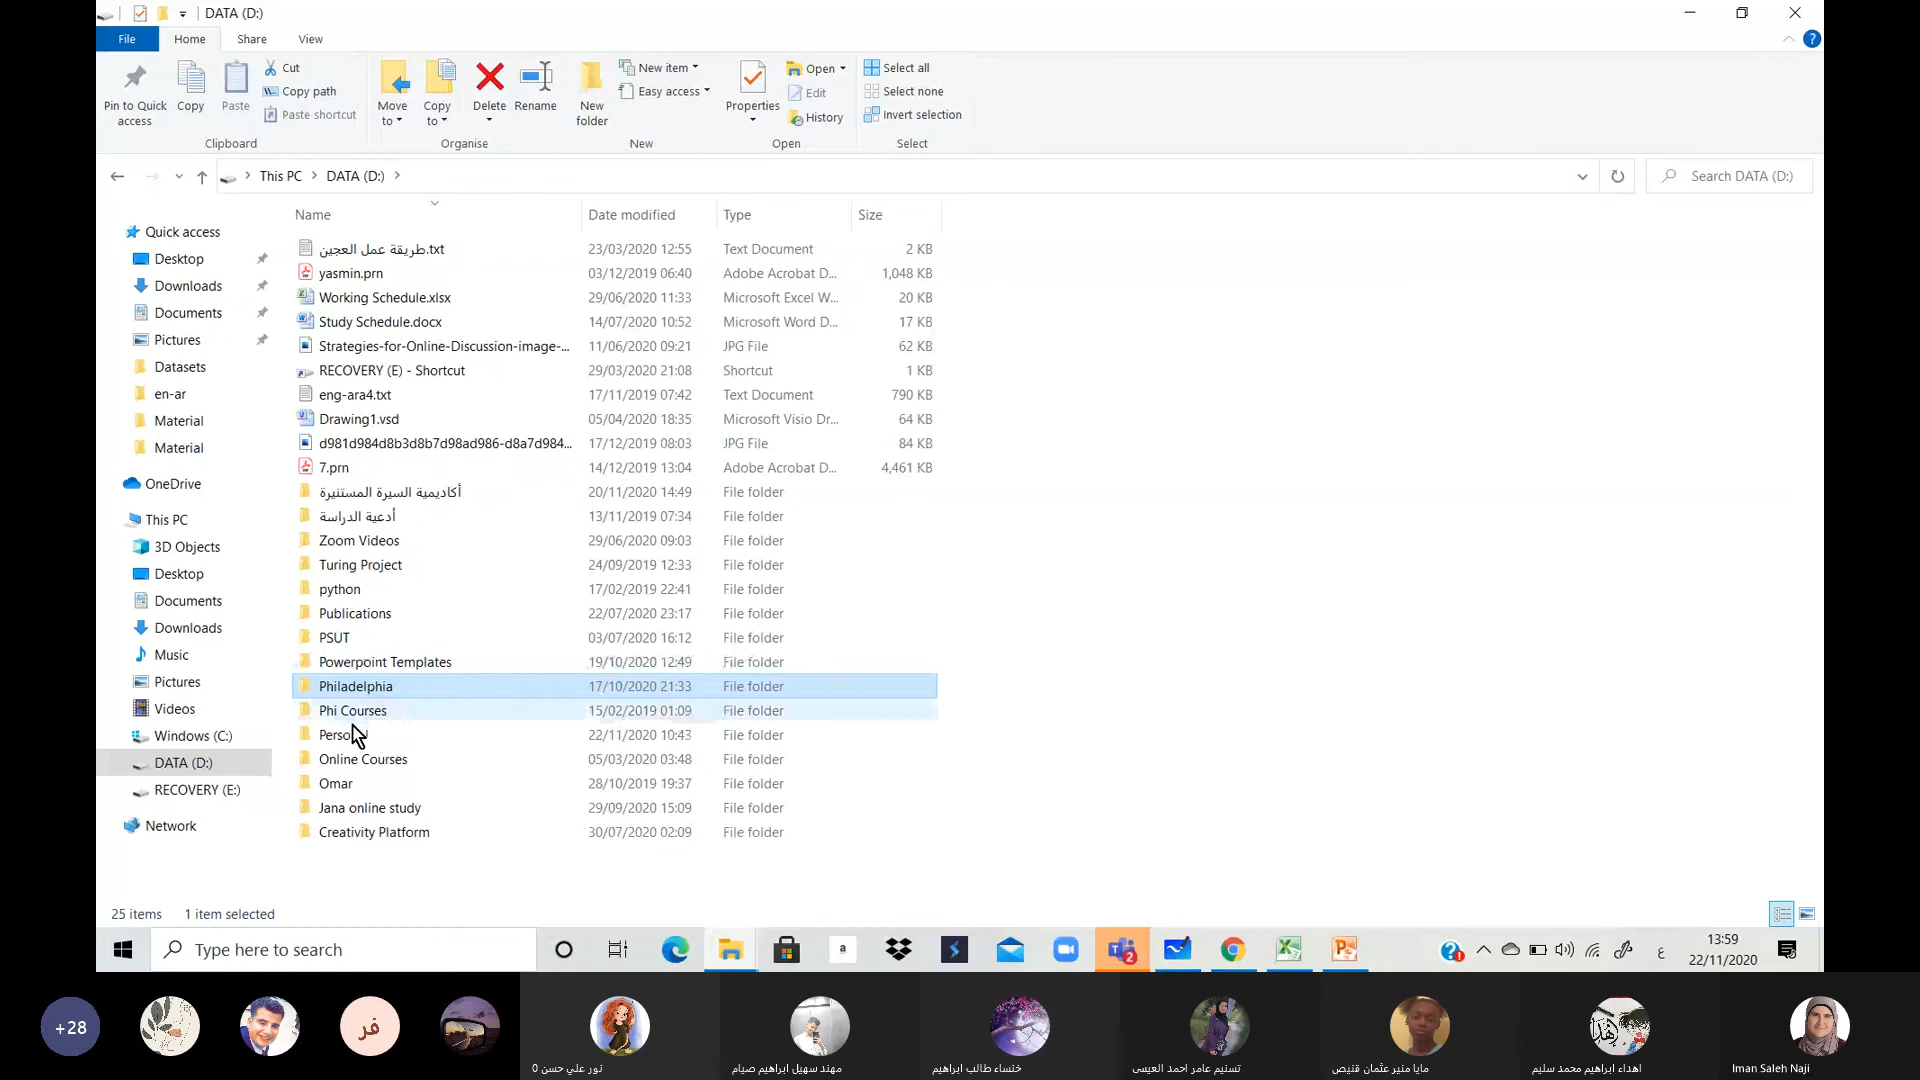 DATA (D:)
File Home Share View
Pin to Quick access
Copy
Paste
Cut
Copy path
Paste shortcut
Clipboard
Move to
Copy to
Delete
Rename
Organise
New folder
New item
Easy access
New
Properties
Open
Edit
History
Open
Select all
Select none
Invert selection
Select
This PC > DATA (D:) >
Search DATA (D:)
Quick access
Desktop
Downloads
Documents
Pictures
Datasets
en-ar
Material
Material
OneDrive
This PC
3D Objects
Desktop
Documents
Downloads
Music
Pictures
Videos
Windows (C:)
DATA (D:)
RECOVERY (E:)
Network
Name Date modified Type Size
طريقة عمل العجين.txt 23/03/2020 12:55 Text Document 2 KB
yasmin.prn 03/12/2019 06:40 Adobe Acrobat D... 1,048 KB
Working Schedule.xlsx 29/06/2020 11:33 Microsoft Excel W... 20 KB
Study Schedule.docx 14/07/2020 10:52 Microsoft Word D... 17 KB
Strategies-for-Online-Discussion-image-... 11/06/2020 09:21 JPG File 62 KB
RECOVERY (E) - Shortcut 29/03/2020 21:08 Shortcut 1 KB
eng-ara4.txt 17/11/2019 07:42 Text Document 790 KB
Drawing1.vsd 05/04/2020 18:35 Microsoft Visio Dr... 64 KB
d981d984d8b3d8b7d98ad986-d8a7d984... 17/12/2019 08:03 JPG File 84 KB
7.prn 14/12/2019 13:04 Adobe Acrobat D... 4,461 KB
أكاديمية السيرة المستنيرة 20/11/2020 14:49 File folder
أدعية الدراسة 13/11/2019 07:34 File folder
Zoom Videos 29/06/2020 09:03 File folder
Turing Project 24/09/2019 12:33 File folder
python 17/02/2019 22:41 File folder
Publications 22/07/2020 23:17 File folder
PSUT 03/07/2020 16:12 File folder
Powerpoint Templates 19/10/2020 12:49 File folder
Philadelphia 17/10/2020 21:33 File folder
Phi Courses 15/02/2019 01:09 File folder
22/11/2020 10:43 File folder
Online Courses 05/03/2020 03:48 File folder
Omar 28/10/2019 19:37 File folder
Jana online study 29/09/2020 15:09 File folder
Creativity Platform 30/07/2020 02:09 File folder
25 items 1 item selected
Type here to search
a
2
ع
13:59
22/11/2020
+28
فر
نور علي حسن 0
مهند سهيل ابراهيم صيام
خنساء طالب ابراهيم
تسنيم عامر احمد العيسى
مايا منير عثمان قنيص
اهداء ابراهيم محمد سليم
Iman Saleh Naji